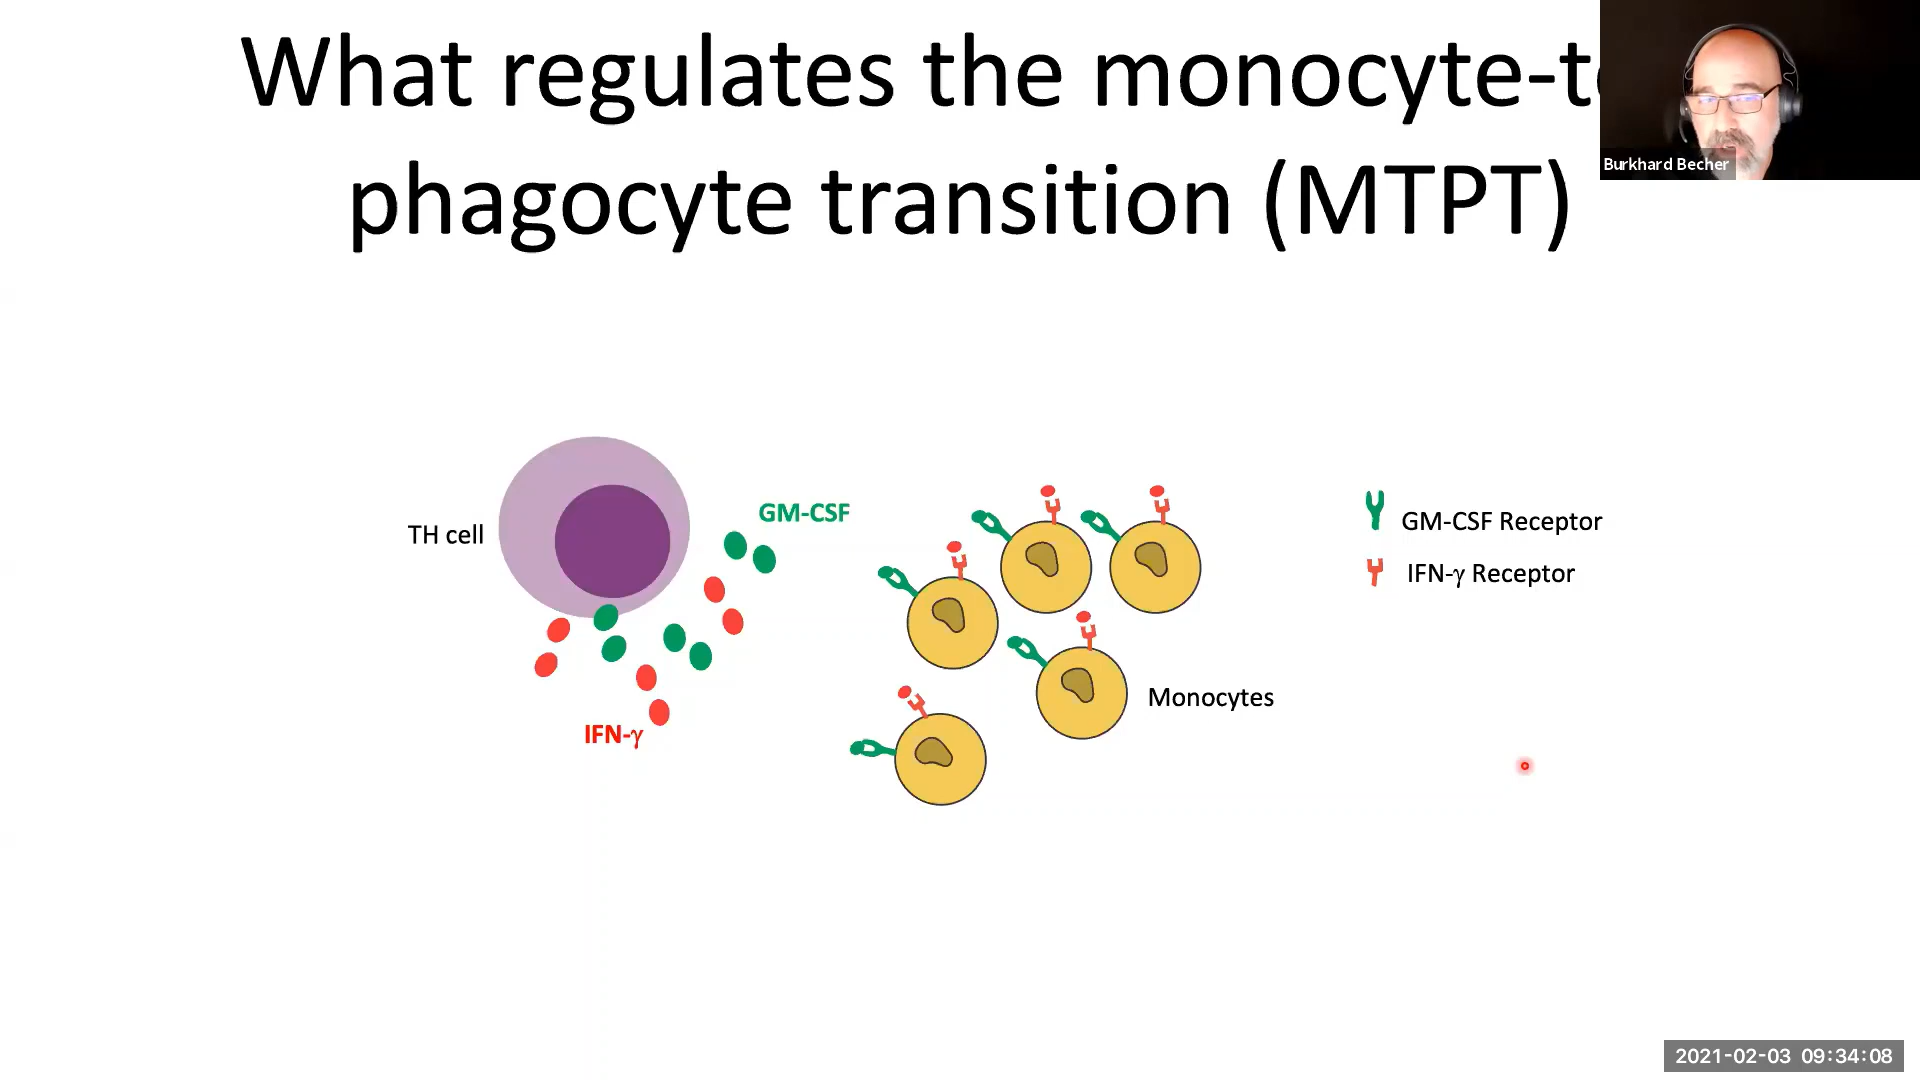 What regulates the monocyte-to
phagocyte transition (MTPT)
Burkhard Becher
GM-CSF
TH cell
GM-CSF Receptor
IFN-γ Receptor
Monocytes
IFN-γ
2021-02-03 09:34:08